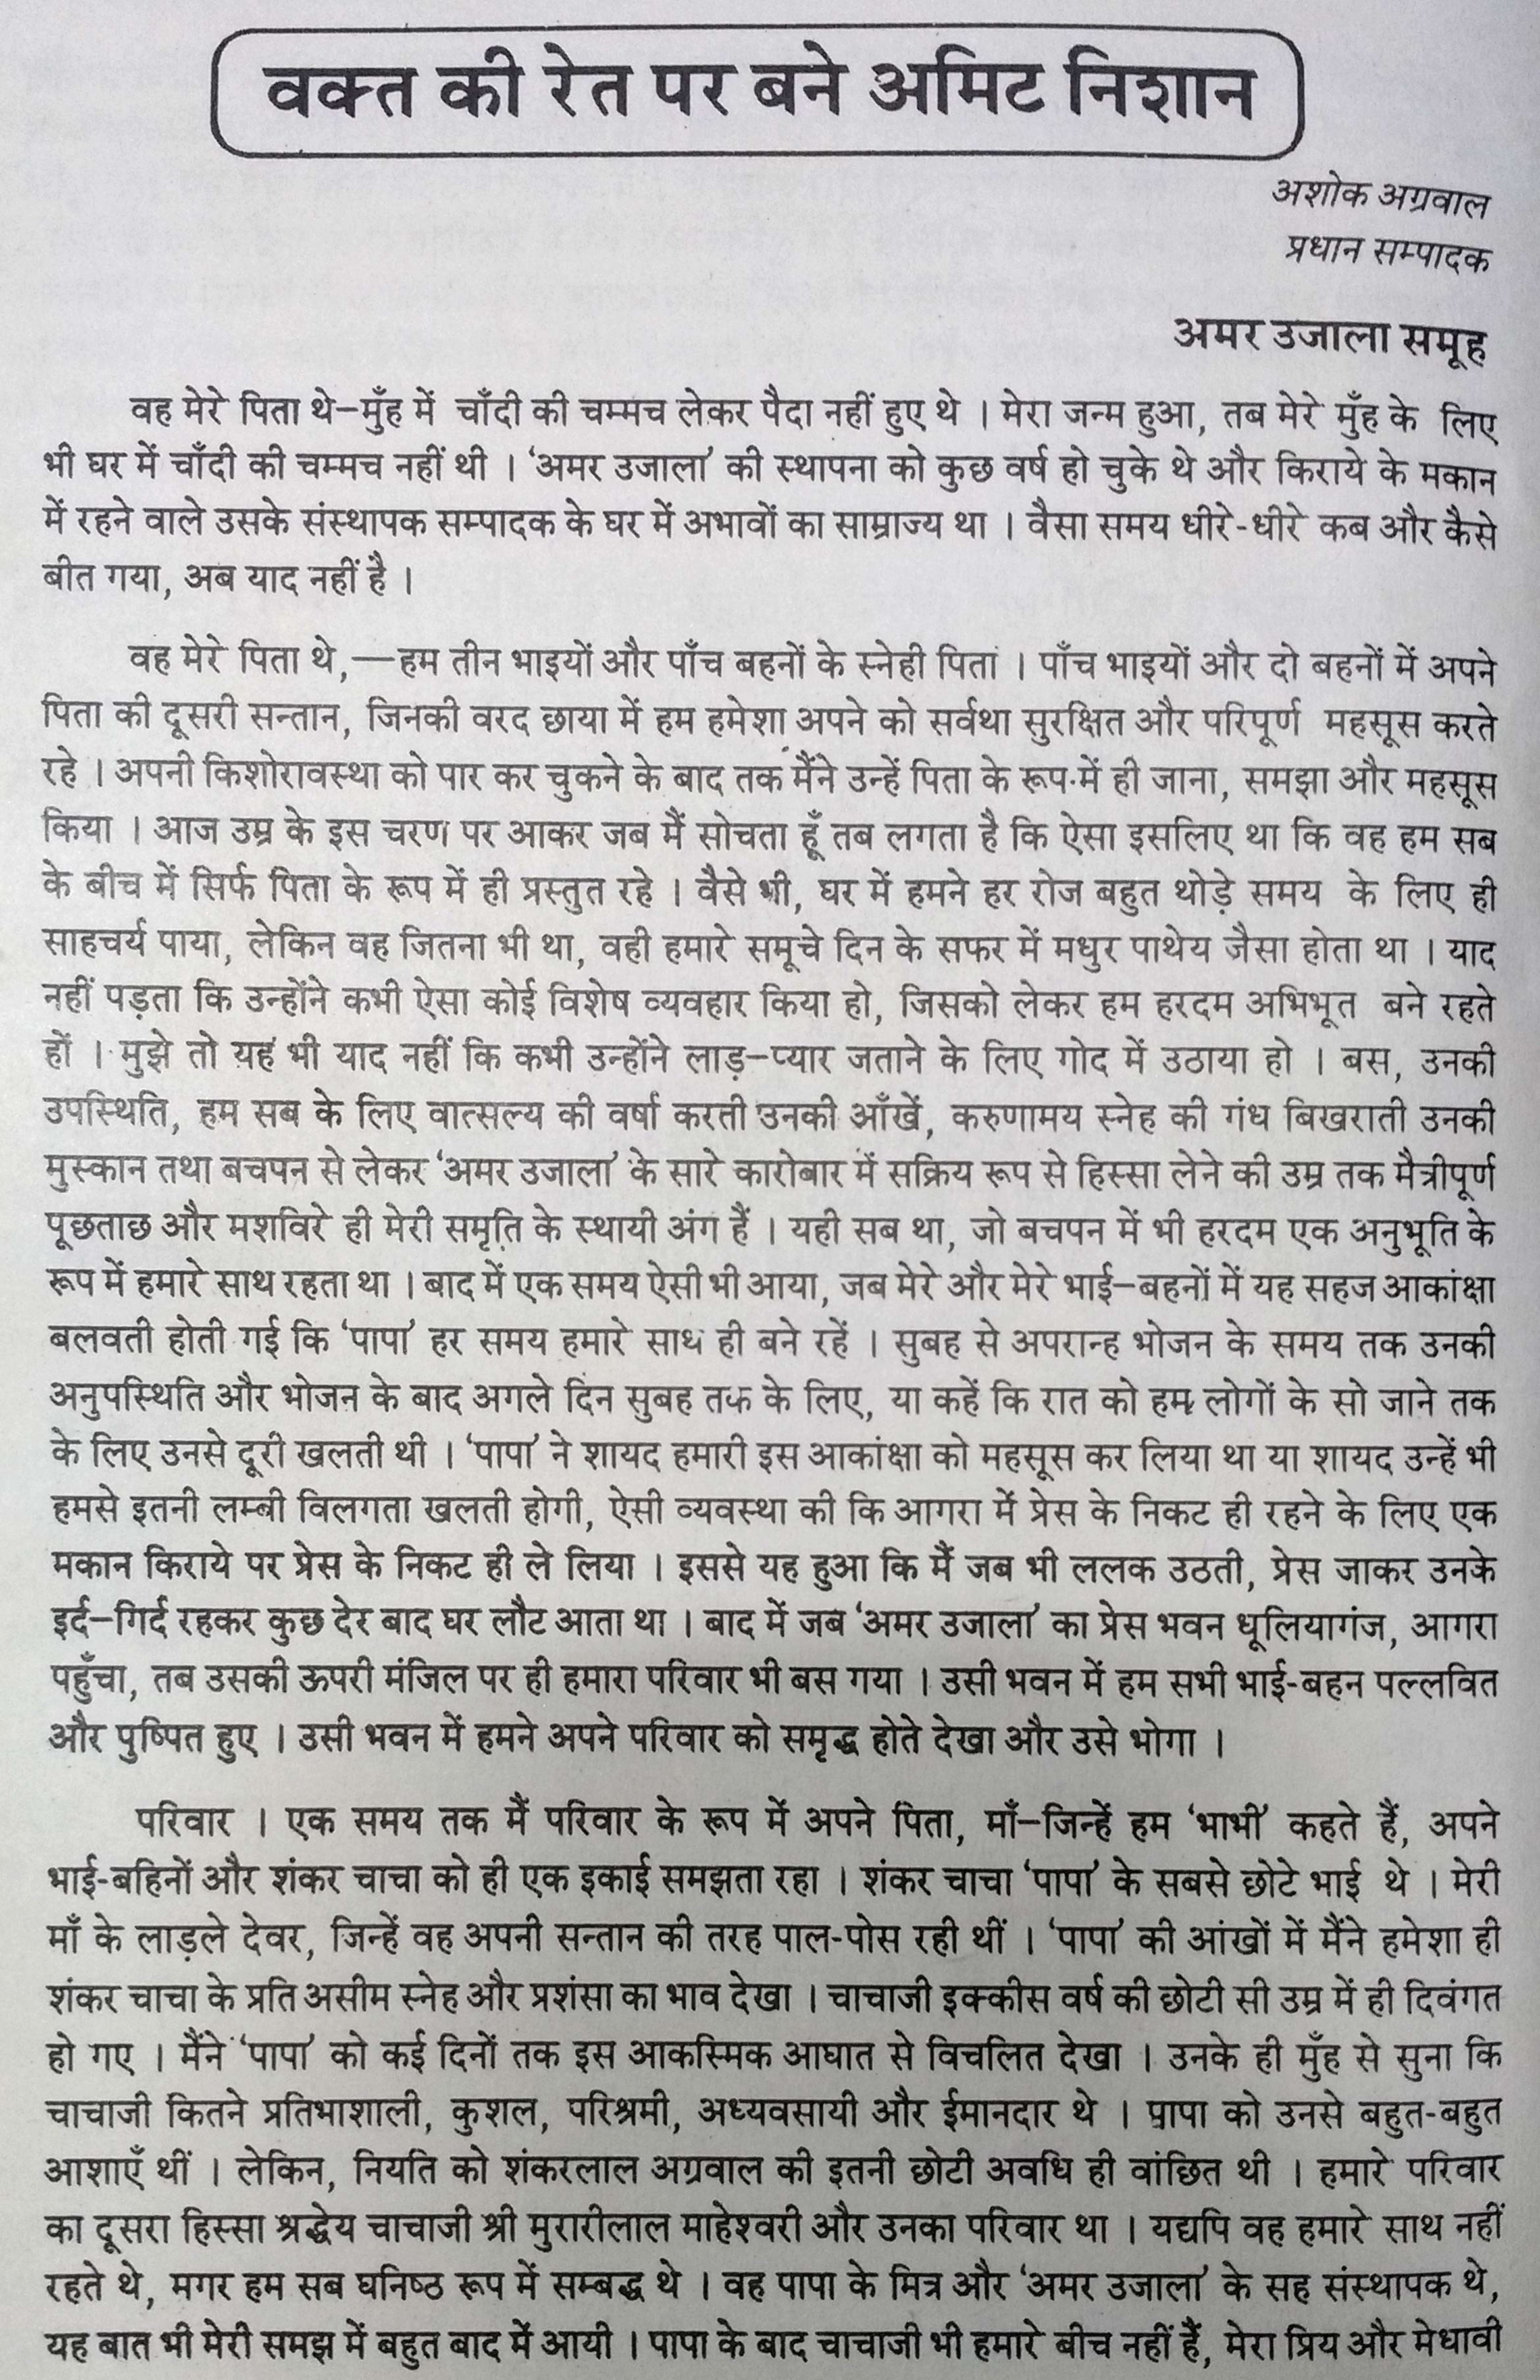 वक्त की रेत पर बने अमिट निशान
अशोक अग्रवाल
प्रधान सम्पादक
अमर उजाला समूह
वह मेरे पिता थे–मुँह में चाँदी की चम्मच लेकर पैदा नहीं हुए थे । मेरा जन्म हुआ, तब मेरे मुँह के लिए
भी घर में चाँदी की चम्मच नहीं थी । ‘अमर उजाला’ की स्थापना को कुछ वर्ष हो चुके थे और किराये के मकान
में रहने वाले उसके संस्थापक सम्पादक के घर में अभावों का साम्राज्य था । वैसा समय धीरे-धीरे कब और कैसे
बीत गया, अब याद नहीं है ।
वह मेरे पिता थे,—हम तीन भाइयों और पाँच बहनों के स्नेही पिता । पाँच भाइयों और दो बहनों में अपने
पिता की दूसरी सन्तान, जिनकी वरद छाया में हम हमेशा अपने को सर्वथा सुरक्षित और परिपूर्ण महसूस करते
रहे । अपनी किशोरावस्था को पार कर चुकने के बाद तक मैंने उन्हें पिता के रूप में ही जाना, समझा और महसूस
किया । आज उम्र के इस चरण पर आकर जब मैं सोचता हूँ तब लगता है कि ऐसा इसलिए था कि वह हम सब
के बीच में सिर्फ पिता के रूप में ही प्रस्तुत रहे । वैसे भी, घर में हमने हर रोज बहुत थोड़े समय के लिए ही
साहचर्य पाया, लेकिन वह जितना भी था, वही हमारे समूचे दिन के सफर में मधुर पाथेय जैसा होता था । याद
नहीं पड़ता कि उन्होंने कभी ऐसा कोई विशेष व्यवहार किया हो, जिसको लेकर हम हरदम अभिभूत बने रहते
हों । मुझे तो यह भी याद नहीं कि कभी उन्होंने लाड़–प्यार जताने के लिए गोद में उठाया हो । बस, उनकी
उपस्थिति, हम सब के लिए वात्सल्य की वर्षा करती उनकी आँखें, करुणामय स्नेह की गंध बिखराती उनकी
मुस्कान तथा बचपन से लेकर ‘अमर उजाला’ के सारे कारोबार में सक्रिय रूप से हिस्सा लेने की उम्र तक मैत्रीपूर्ण
पूछताछ और मशविरे ही मेरी समृति के स्थायी अंग हैं । यही सब था, जो बचपन में भी हरदम एक अनुभूति के
रूप में हमारे साथ रहता था । बाद में एक समय ऐसी भी आया, जब मेरे और मेरे भाई–बहनों में यह सहज आकांक्षा
बलवती होती गई कि ‘पापा’ हर समय हमारे साथ ही बने रहें । सुबह से अपरान्ह भोजन के समय तक उनकी
अनुपस्थिति और भोजन के बाद अगले दिन सुबह तक के लिए, या कहें कि रात को हम लोगों के सो जाने तक
के लिए उनसे दूरी खलती थी । ‘पापा’ ने शायद हमारी इस आकांक्षा को महसूस कर लिया था या शायद उन्हें भी
हमसे इतनी लम्बी विलगता खलती होगी, ऐसी व्यवस्था की कि आगरा में प्रेस के निकट ही रहने के लिए एक
मकान किराये पर प्रेस के निकट ही ले लिया । इससे यह हुआ कि मैं जब भी ललक उठती, प्रेस जाकर उनके
इर्द–गिर्द रहकर कुछ देर बाद घर लौट आता था । बाद में जब ‘अमर उजाला’ का प्रेस भवन धूलियागंज, आगरा
पहुँचा, तब उसकी ऊपरी मंजिल पर ही हमारा परिवार भी बस गया । उसी भवन में हम सभी भाई-बहन पल्लवित
और पुष्पित हुए । उसी भवन में हमने अपने परिवार को समृद्ध होते देखा और उसे भोगा ।
परिवार । एक समय तक मैं परिवार के रूप में अपने पिता, माँ–जिन्हें हम ‘भाभी’ कहते हैं, अपने
भाई-बहिनों और शंकर चाचा को ही एक इकाई समझता रहा । शंकर चाचा ‘पापा’ के सबसे छोटे भाई थे । मेरी
माँ के लाड़ले देवर, जिन्हें वह अपनी सन्तान की तरह पाल-पोस रही थीं । ‘पापा’ की आंखों में मैंने हमेशा ही
शंकर चाचा के प्रति असीम स्नेह और प्रशंसा का भाव देखा । चाचाजी इक्कीस वर्ष की छोटी सी उम्र में ही दिवंगत
हो गए । मैंने ‘पापा’ को कई दिनों तक इस आकस्मिक आघात से विचलित देखा । उनके ही मुँह से सुना कि
चाचाजी कितने प्रतिभाशाली, कुशल, परिश्रमी, अध्यवसायी और ईमानदार थे । पापा को उनसे बहुत-बहुत
आशाएँ थीं । लेकिन, नियति को शंकरलाल अग्रवाल की इतनी छोटी अवधि ही वांछित थी । हमारे परिवार
का दूसरा हिस्सा श्रद्धेय चाचाजी श्री मुरारीलाल माहेश्वरी और उनका परिवार था । यद्यपि वह हमारे साथ नहीं
रहते थे, मगर हम सब घनिष्ठ रूप में सम्बद्ध थे । वह पापा के मित्र और ‘अमर उजाला’ के सह संस्थापक थे,
यह बात भी मेरी समझ में बहुत बाद में आयी । पापा के बाद चाचाजी भी हमारे बीच नहीं हैं, मेरा प्रिय और मेधावी